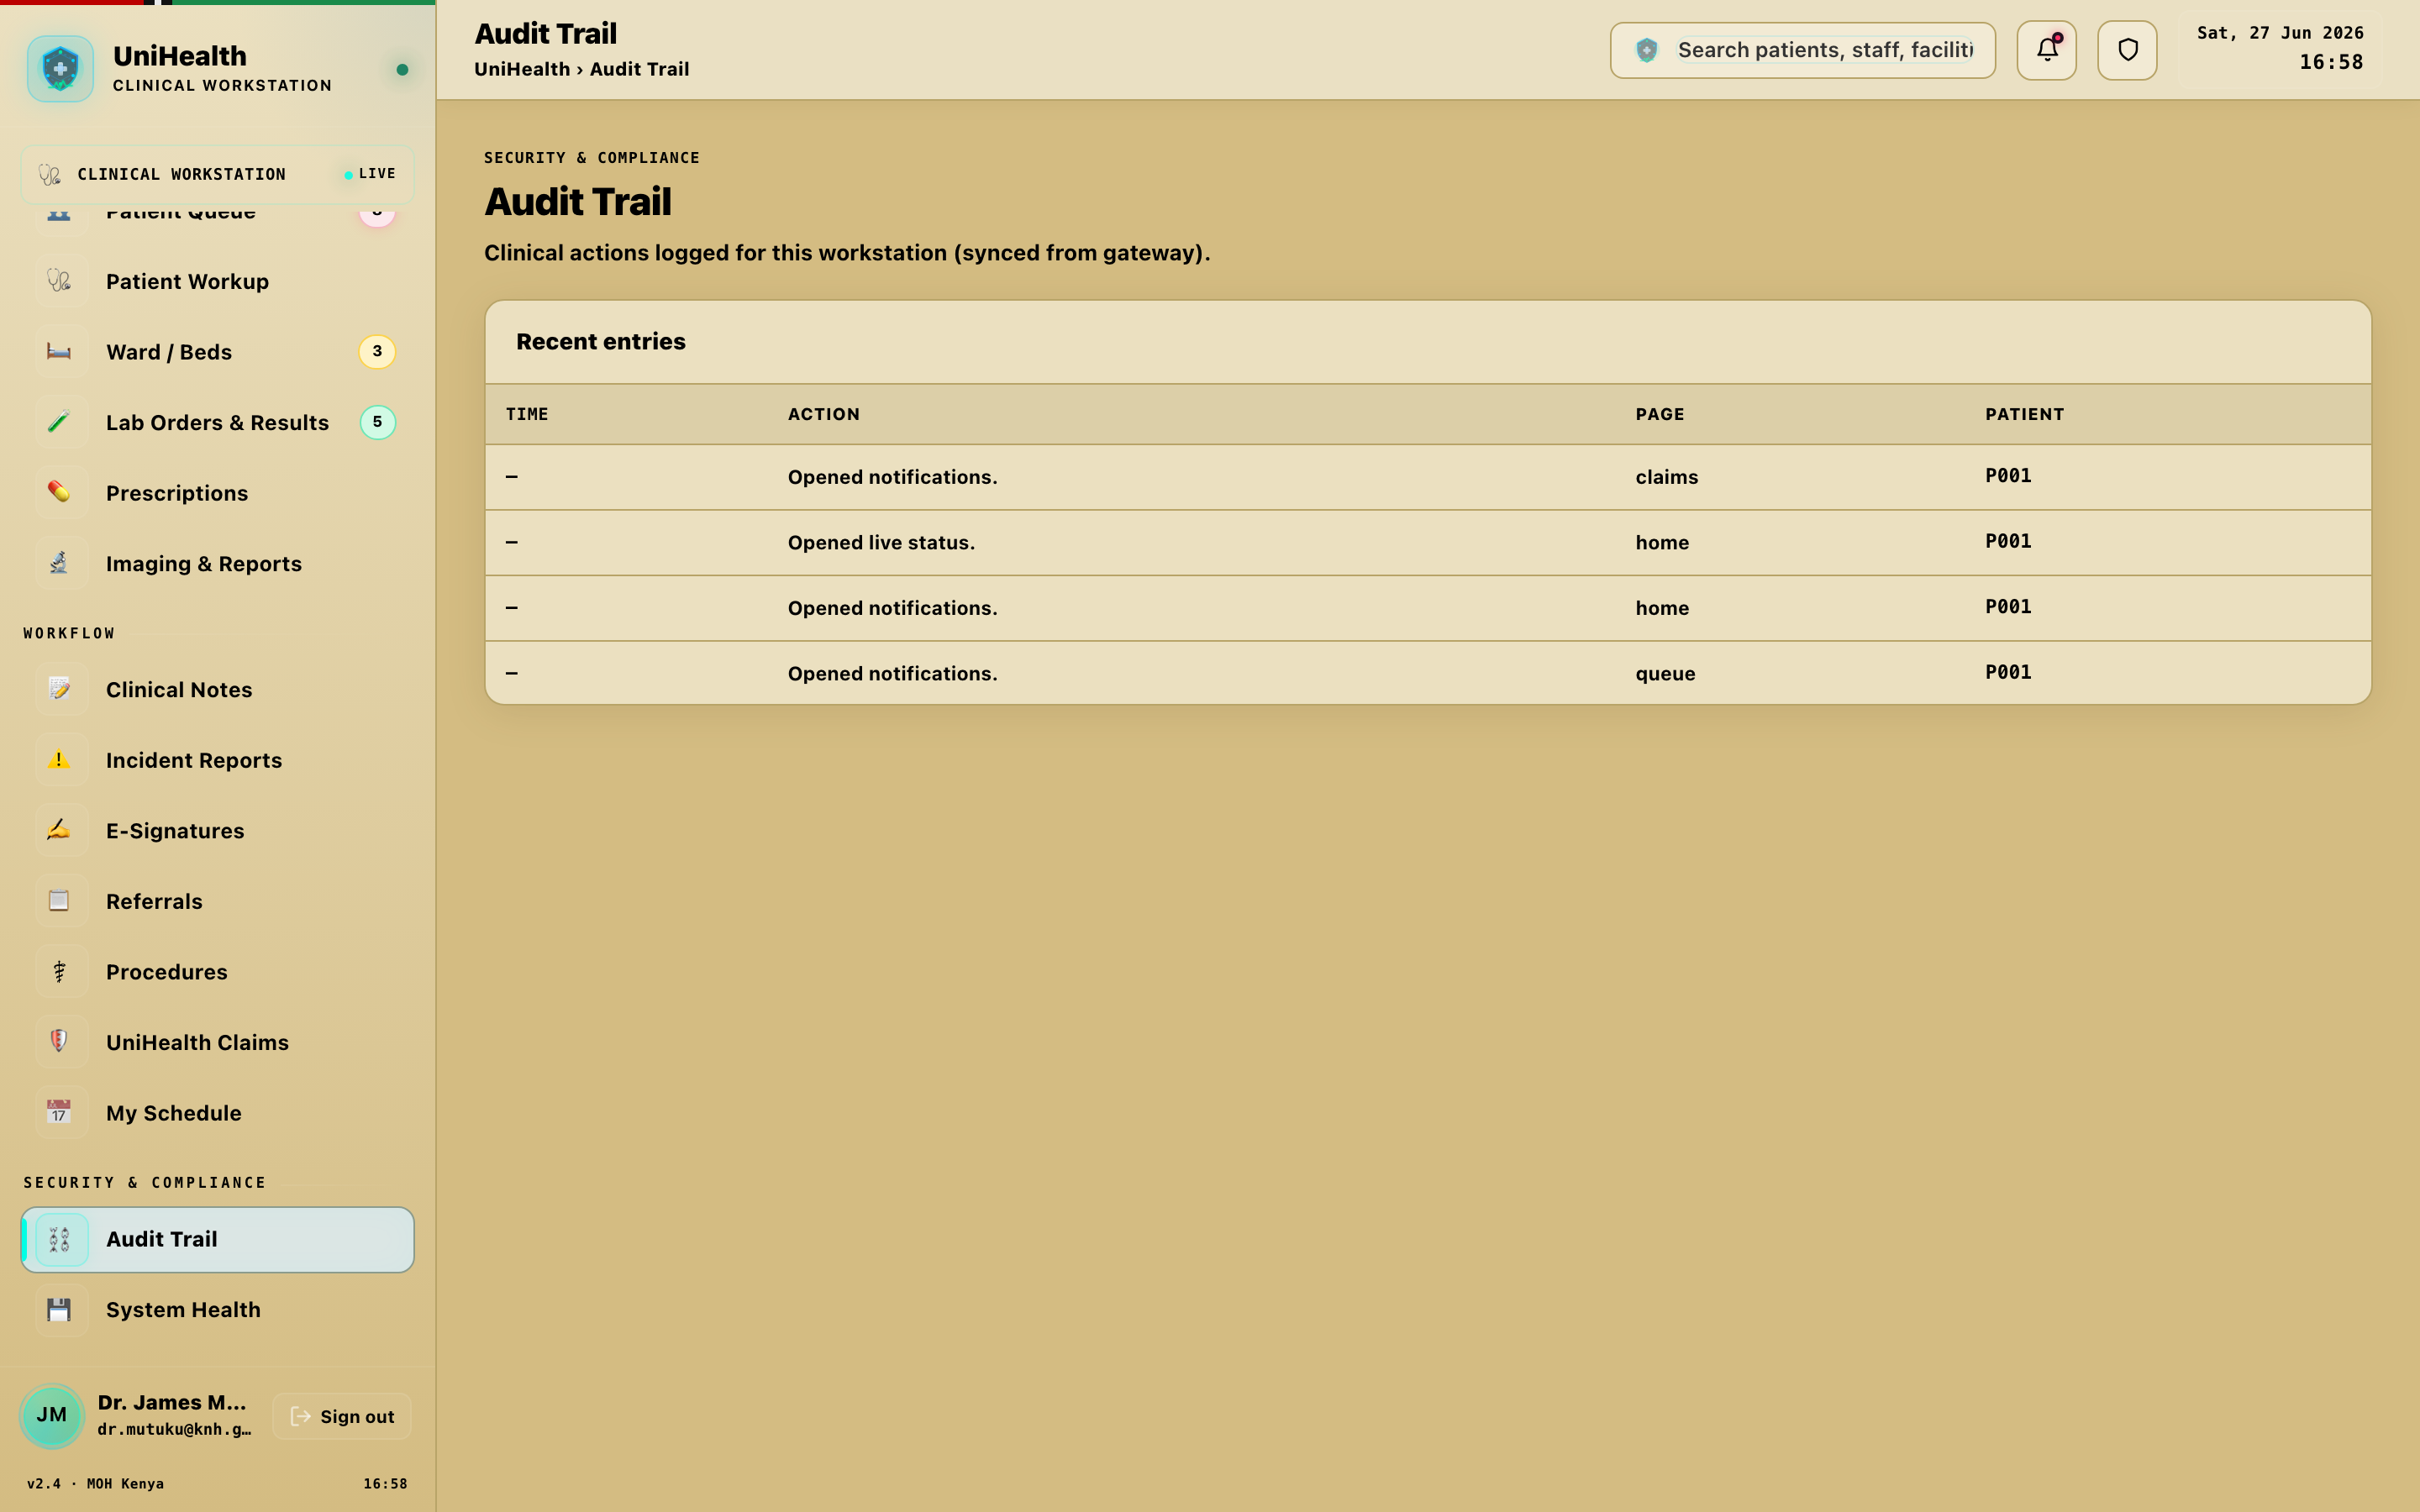 UniHealth
CLINICAL WORKSTATION
CLINICAL WORKSTATION
LIVE
Patient Queue
Patient Workup
Ward / Beds
3
Lab Orders & Results
5
Prescriptions
Imaging & Reports
WORKFLOW
Clinical Notes
Incident Reports
E-Signatures
Referrals
Procedures
UniHealth Claims
17
My Schedule
SECURITY & COMPLIANCE
Audit Trail
System Health
JM
Dr. James M...
dr.mutuku@knh.g…
Sign out
v2.4 · MOH Kenya
16:58
Audit Trail
UniHealth › Audit Trail
Search patients, staff, faciliti
Sat, 27 Jun 2026
16:58
SECURITY & COMPLIANCE
Audit Trail
Clinical actions logged for this workstation (synced from gateway).
Recent entries
TIME ACTION PAGE PATIENT
— Opened notifications. claims P001
— Opened live status. home P001
— Opened notifications. home P001
— Opened notifications. queue P001